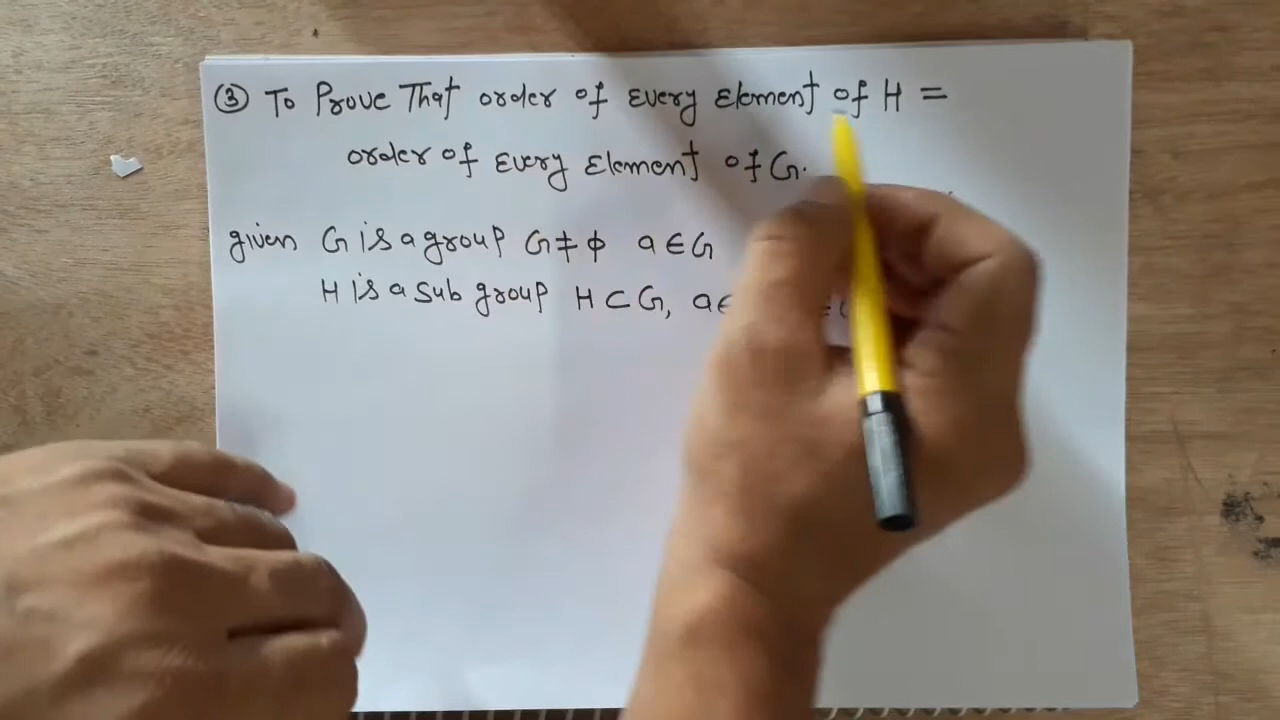 ③ To Prove That order of Every Element of H =
order of Every Element of G.
given G is a group G ≠ ϕ a ∈ G
H is a sub group H ⊂ G, a ∈